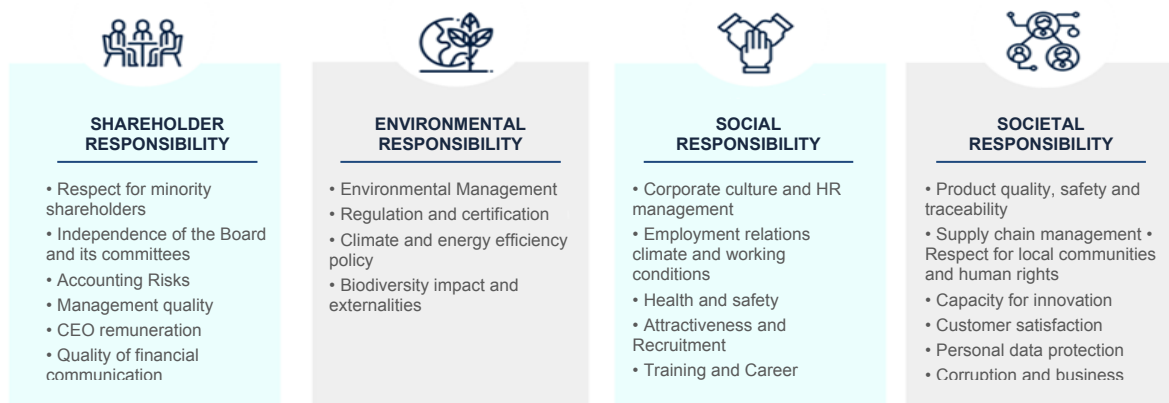 SHAREHOLDER
RESPONSIBILITY
• Respect for minority
shareholders
• Independence of the Board
and its committees
• Accounting Risks
• Management quality
• CEO remuneration
• Quality of financial
communication
ENVIRONMENTAL
RESPONSIBILITY
• Environmental Management
• Regulation and certification
• Climate and energy efficiency
policy
• Biodiversity impact and
externalities
SOCIAL
RESPONSIBILITY
• Corporate culture and HR
management
• Employment relations
climate and working
conditions
• Health and safety
• Attractiveness and
Recruitment
• Training and Career
SOCIETAL
RESPONSIBILITY
• Product quality, safety and
traceability
• Supply chain management •
Respect for local communities
and human rights
• Capacity for innovation
• Customer satisfaction
• Personal data protection
• Corruption and business